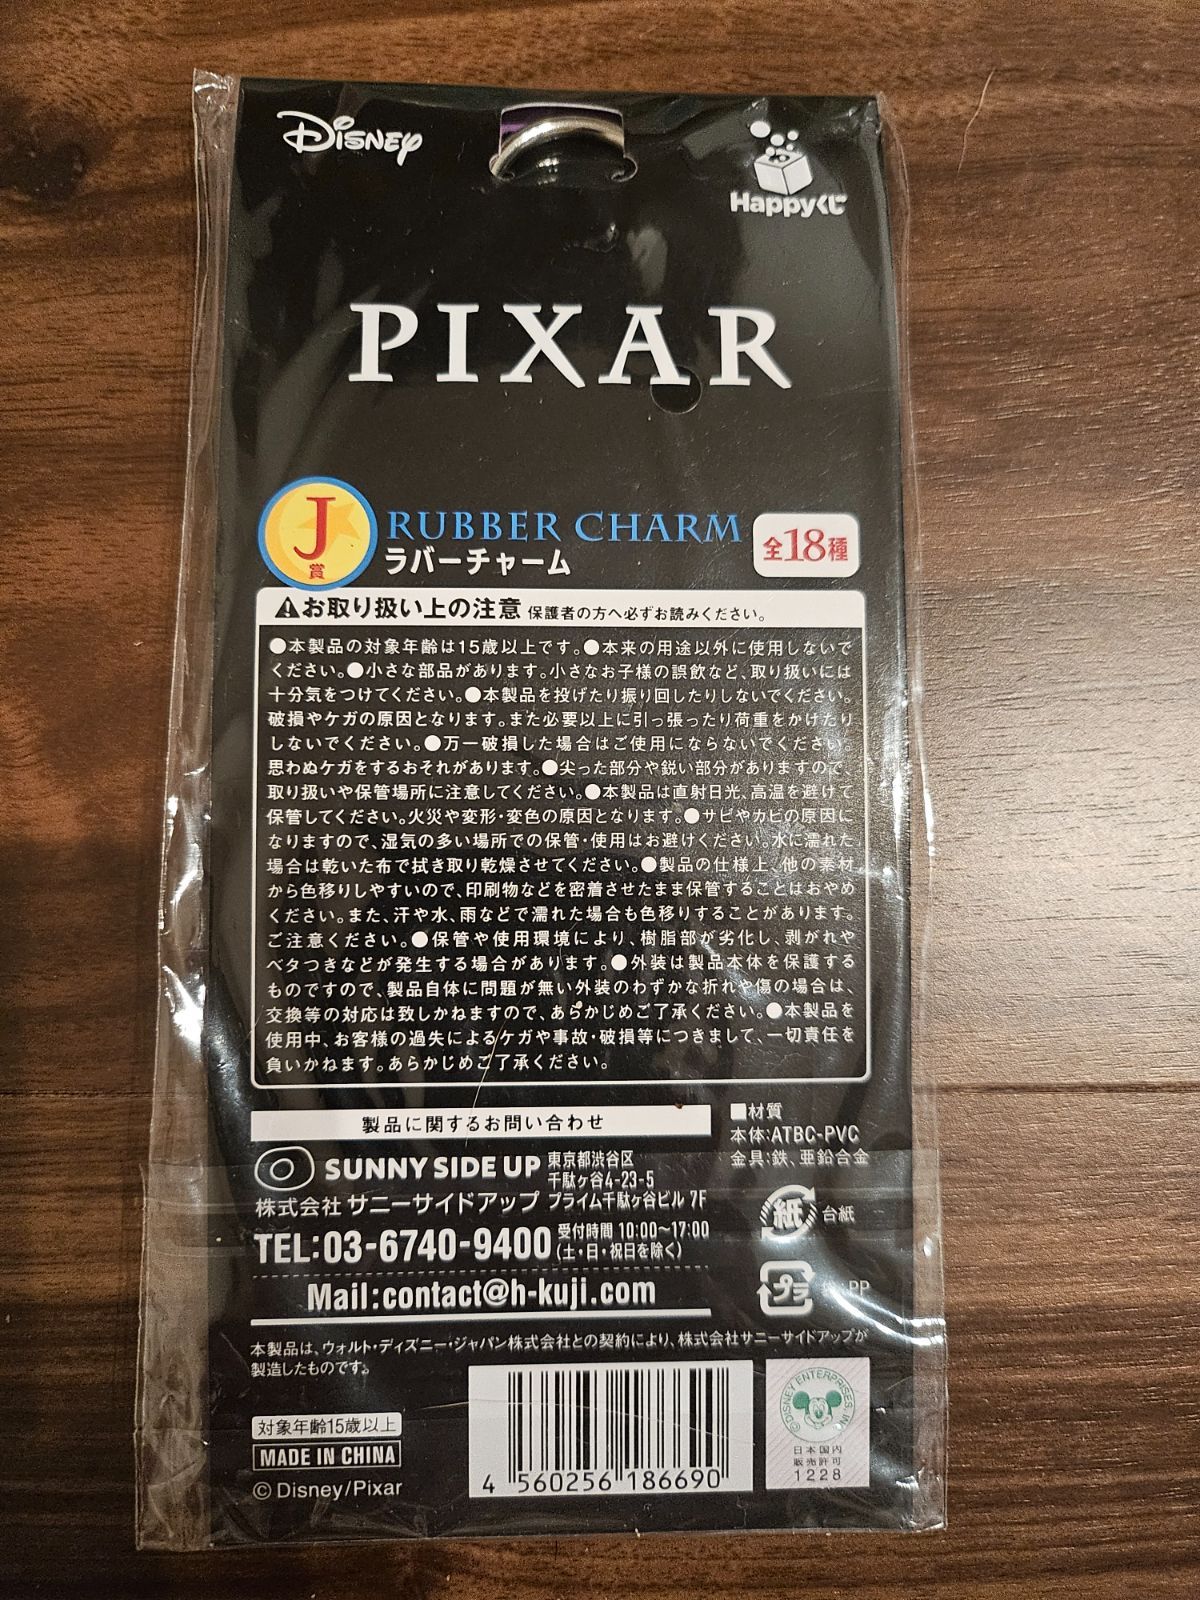 Disney
Happyくじ
PIXAR
J
賞
RUBBER CHARM
ラバーチャーム
全18種
お取り扱い上の注意 保護者の方へ必ずお読みください。
●本製品の対象年齢は15歳以上です。●本来の用途以外に使用しないで
ください。●小さな部品があります。小さなお子様の誤飲など、取り扱いには
十分気をつけてください。●本製品を投げたり振り回したりしないでください。
破損やケガの原因となります。また必要以上に引っ張ったり荷重をかけたり
しないでください。●万一破損した場合はご使用にならないでください。
思わぬケガをするおそれがあります。●尖った部分や鋭い部分がありますので、
取り扱いや保管場所に注意してください。●本製品は直射日光、高温を避けて
保管してください。火災や変形・変色の原因となります。●サビやカビの原因に
なりますので、湿気の多い場所での保管・使用はお避けください。水に濡れた
場合は乾いた布で拭き取り乾燥させてください。●製品の仕様上、他の素材
から色移りしやすいので、印刷物などを密着させたまま保管することはおやめ
ください。また、汗や水、雨などで濡れた場合も色移りすることがあります。
ご注意ください。●保管や使用環境により、樹脂部が劣化し、剥がれや
ベタつきなどが発生する場合があります。●外装は製品本体を保護する
ものですので、製品自体に問題が無い外装のわずかな折れや傷の場合は、
交換等の対応は致しかねますので、あらかじめご了承ください。●本製品を
使用中、お客様の過失によるケガや事故・破損等につきまして、一切責任を
負いかねます。あらかじめご了承ください。
製品に関するお問い合わせ
SUNNY SIDE UP
株式会社 サニーサイドアップ
東京都渋谷区
千駄ヶ谷4-23-5
プライム千駄ヶ谷ビル 7F
TEL:03-6740-9400
受付時間 10:00〜17:00
(土・日・祝日を除く)
Mail:contact@h-kuji.com
■材質
本体:ATBC-PVC
金具:鉄、亜鉛合金
紙 台紙
プラ :PP
本製品は、ウォルト・ディズニー・ジャパン株式会社との契約により、株式会社サニーサイドアップが
製造したものです。
対象年齢15歳以上
MADE IN CHINA
© Disney/Pixar
4 560256 186690
©DISNEY ENTERPRISES, IN
日本国内
販売許可
1228